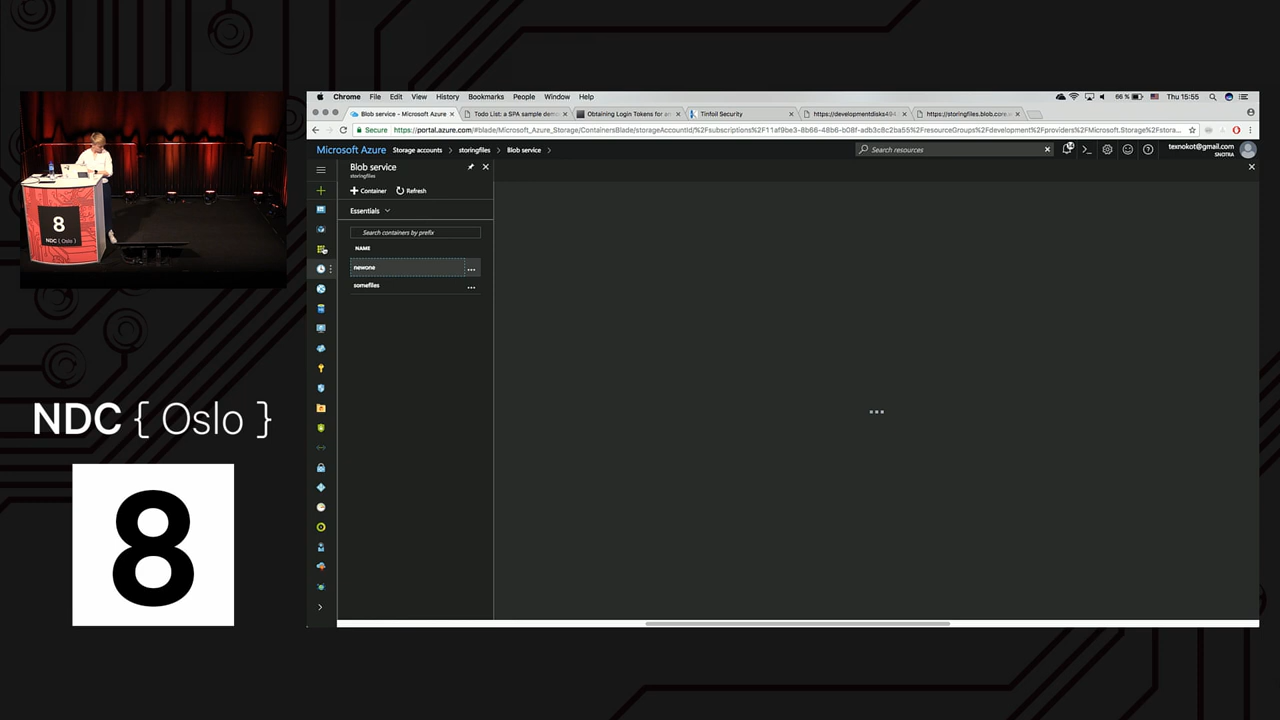 Chrome File Edit View History Bookmarks People Window Help 66 % Thu 15:55
Blob service - Microsoft Azure Todo List: a SPA sample demo Obtaining Login Tokens for an Tinfoil Security https://developmentdisks404 https://storingfiles.blob.core.w
Secure https://portal.azure.com/#blade/Microsoft_Azure_Storage/ContainersBlade/storageAccountId/%2Fsubscriptions%2F11af9be3-8b66-48b6-b08f-adb3c8c2ba55%2FresourceGroups%2Fdevelopment%2Fproviders%2FMicrosoft.Storage%2Fstora...
Microsoft Azure Storage accounts storingfiles Blob service Search resources texnokot@gmail.com
SNOTRA
Blob service
storingfiles
Container Refresh
Essentials
Search containers by prefix
NAME
newone
somefiles
8
NDC { Oslo }
NDC { Oslo }
8